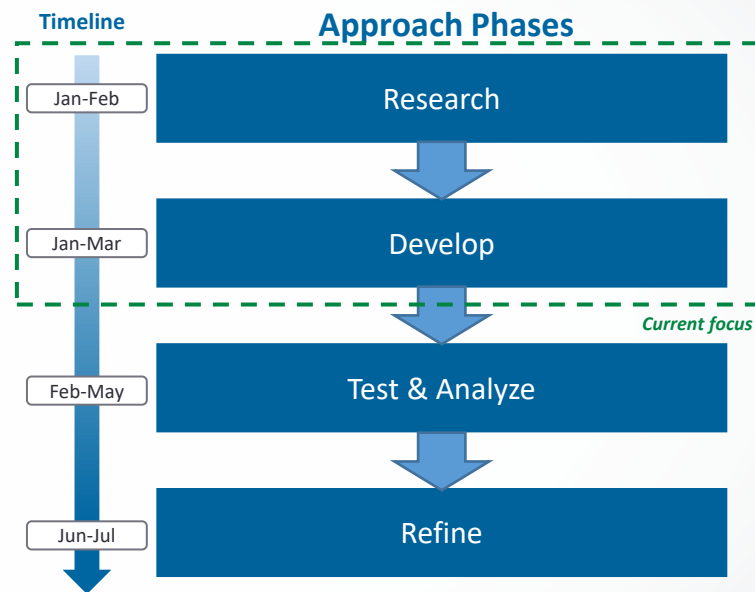 Timeline
Approach Phases
Jan-Feb
Research
Jan-Mar
Develop
Current focus
Feb-May
Test & Analyze
Jun-Jul
Refine